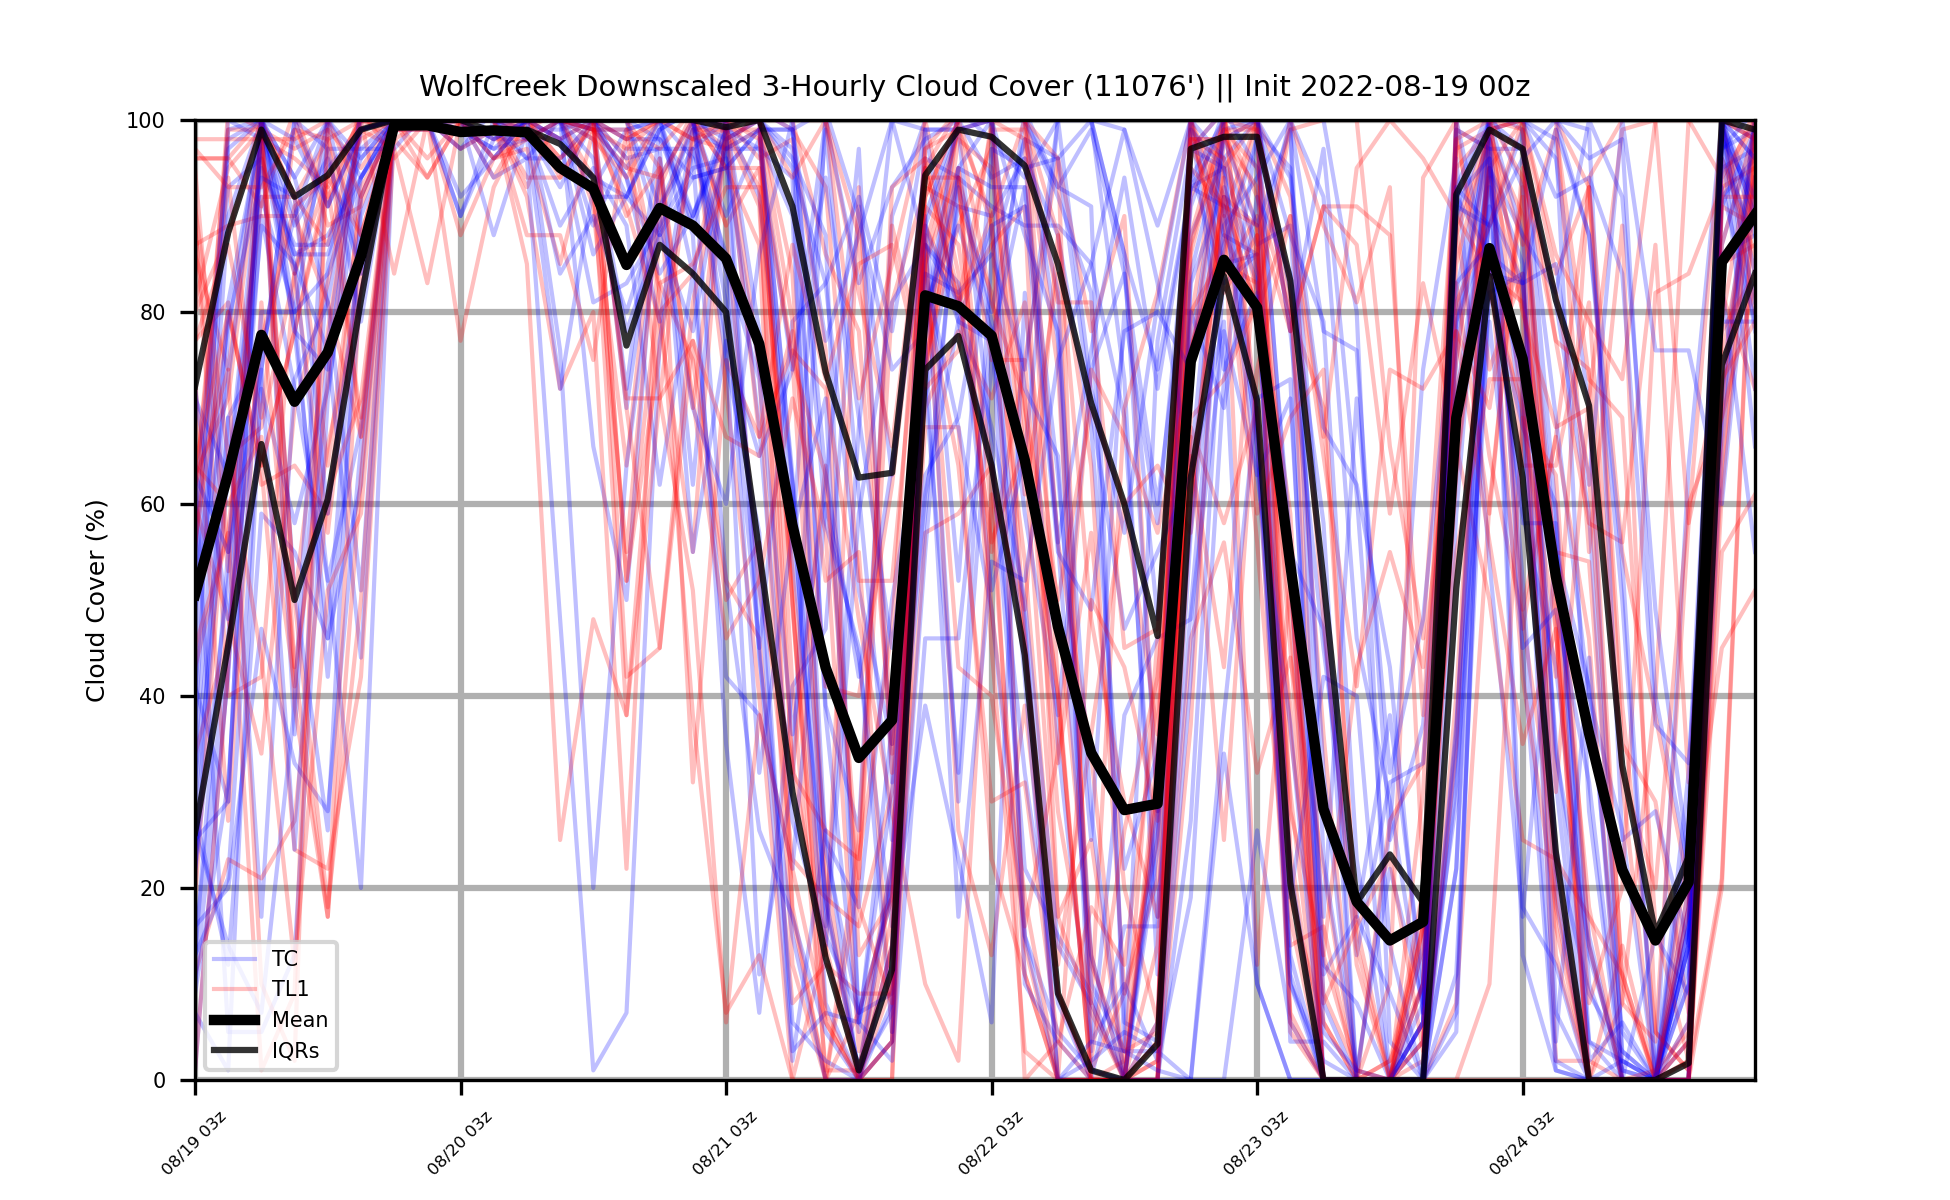 WolfCreek Downscaled 3-Hourly Cloud Cover (11076') || Init 2022-08-19 00z
Cloud Cover (%)
100
80
60
40
20
0
TC
TL1
Mean
IQRs
08/19 03z
08/20 03z
08/21 03z
08/22 03z
08/23 03z
08/24 03z